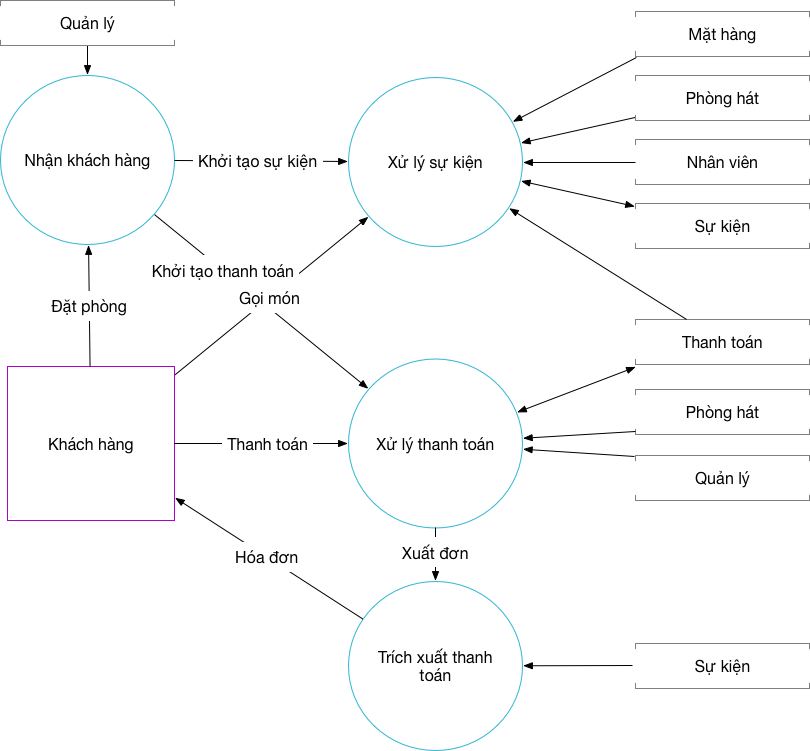 Quản lý
Mặt hàng
Phòng hát
Nhận khách hàng
Khởi tạo sự kiện
Xử lý sự kiện
Nhân viên
Sự kiện
Khởi tạo thanh toán
Gọi món
Đặt phòng
Thanh toán
Phòng hát
Khách hàng
Thanh toán
Xử lý thanh toán
Quản lý
Hóa đơn
Xuất đơn
Trích xuất thanh
toán
Sự kiện